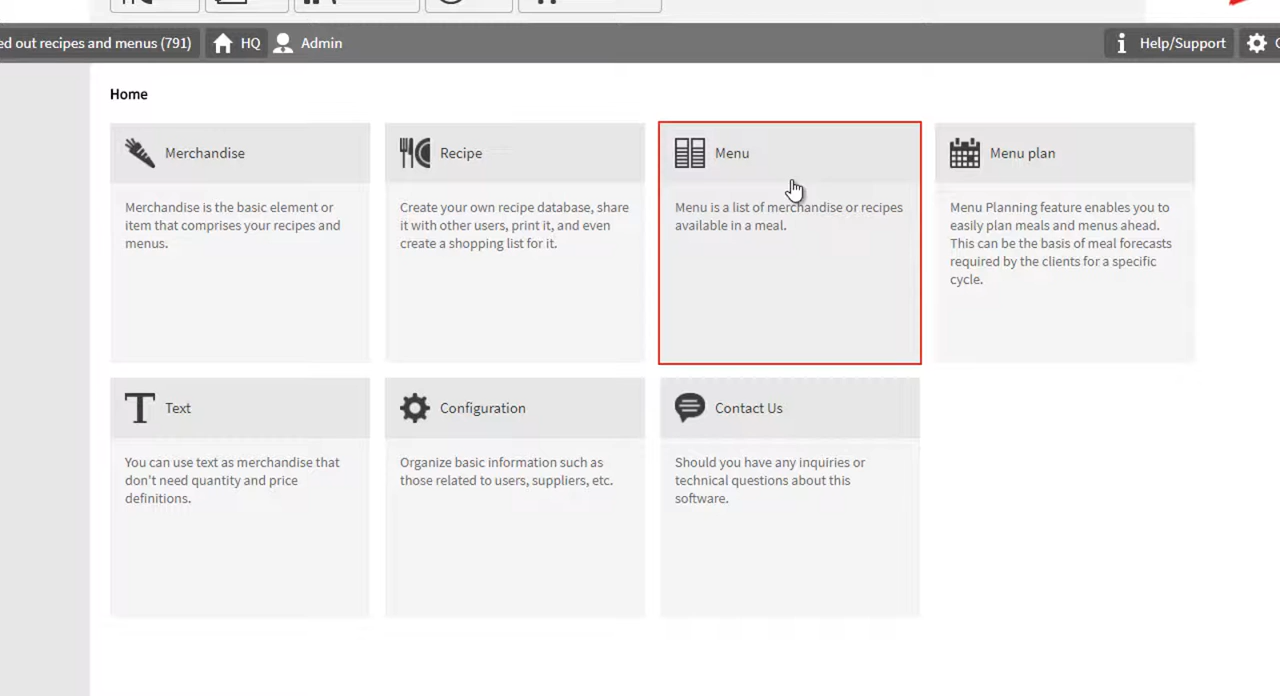 ed out recipes and menus (791)
HQ
Admin
Help/Support
Home
Merchandise
Merchandise is the basic element or
item that comprises your recipes and
menus.
Recipe
Create your own recipe database, share
it with other users, print it, and even
create a shopping list for it.
Menu
Menu is a list of merchandise or recipes
available in a meal.
Menu plan
Menu Planning feature enables you to
easily plan meals and menus ahead.
This can be the basis of meal forecasts
required by the clients for a specific
cycle.
Text
You can use text as merchandise that
don't need quantity and price
definitions.
Configuration
Organize basic information such as
those related to users, suppliers, etc.
Contact Us
Should you have any inquiries or
technical questions about this
software.